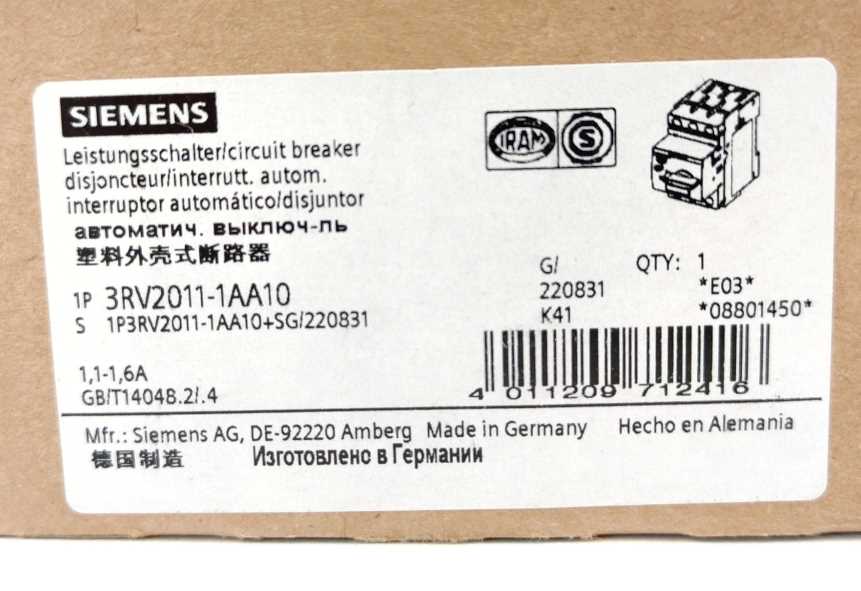 SIEMENS
IRAM S
Leistungsschalter/circuit breaker
disjoncteur/interrutt. autom.
interruptor automático/disjuntor
автоматич. выключ-ль
塑料外壳式断路器
G/ QTY: 1
1P 3RV2011-1AA10 220831 *E03*
S 1P3RV2011-1AA10+SG/220831 K41 *08801450*
1,1-1,6A
GB/T14048.2/.4
4 011209 712416
Mfr.: Siemens AG, DE-92220 Amberg Made in Germany Hecho en Alemania
德国制造 Изготовлено в Германии